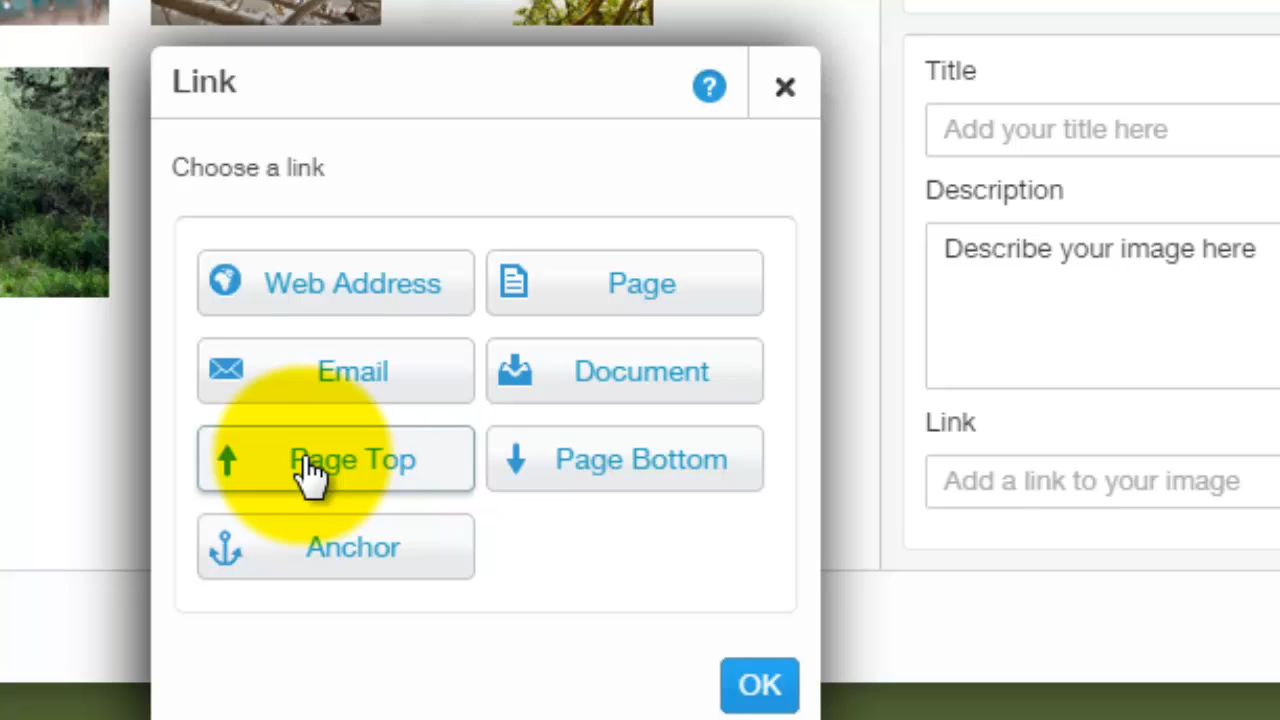 Link
?
Choose a link
Web Address
Page
Email
Document
Page Top
Page Bottom
Anchor
OK
Title
Add your title here
Description
Describe your image here
Link
Add a link to your image